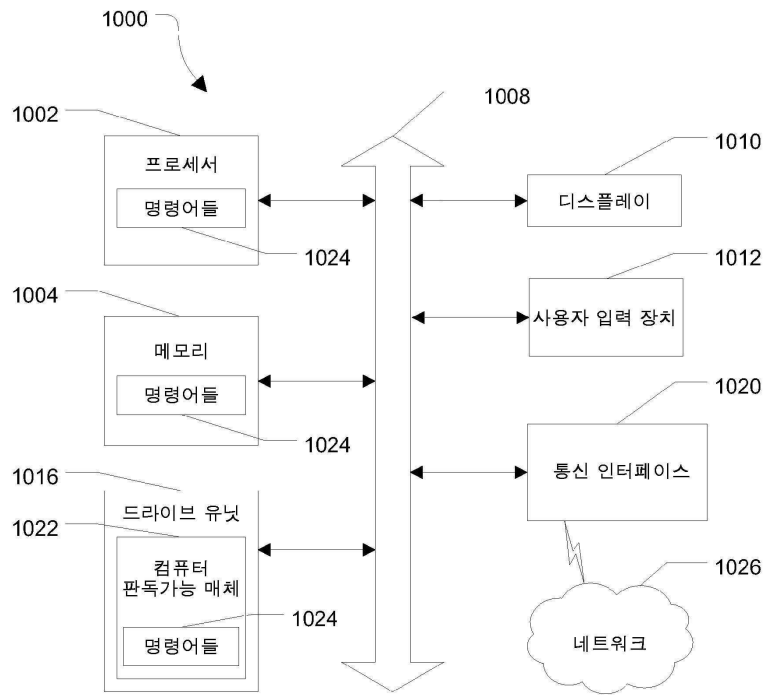 1000
1002
1008
프로세서
1010
명령어들
디스플레이
1024
1012
1004
사용자 입력 장치
메모리
명령어들
1020
1024
1016
통신 인터페이스
드라이브 유닛
1022
컴퓨터
판독가능 매체
1026
1024
명령어들
네트워크